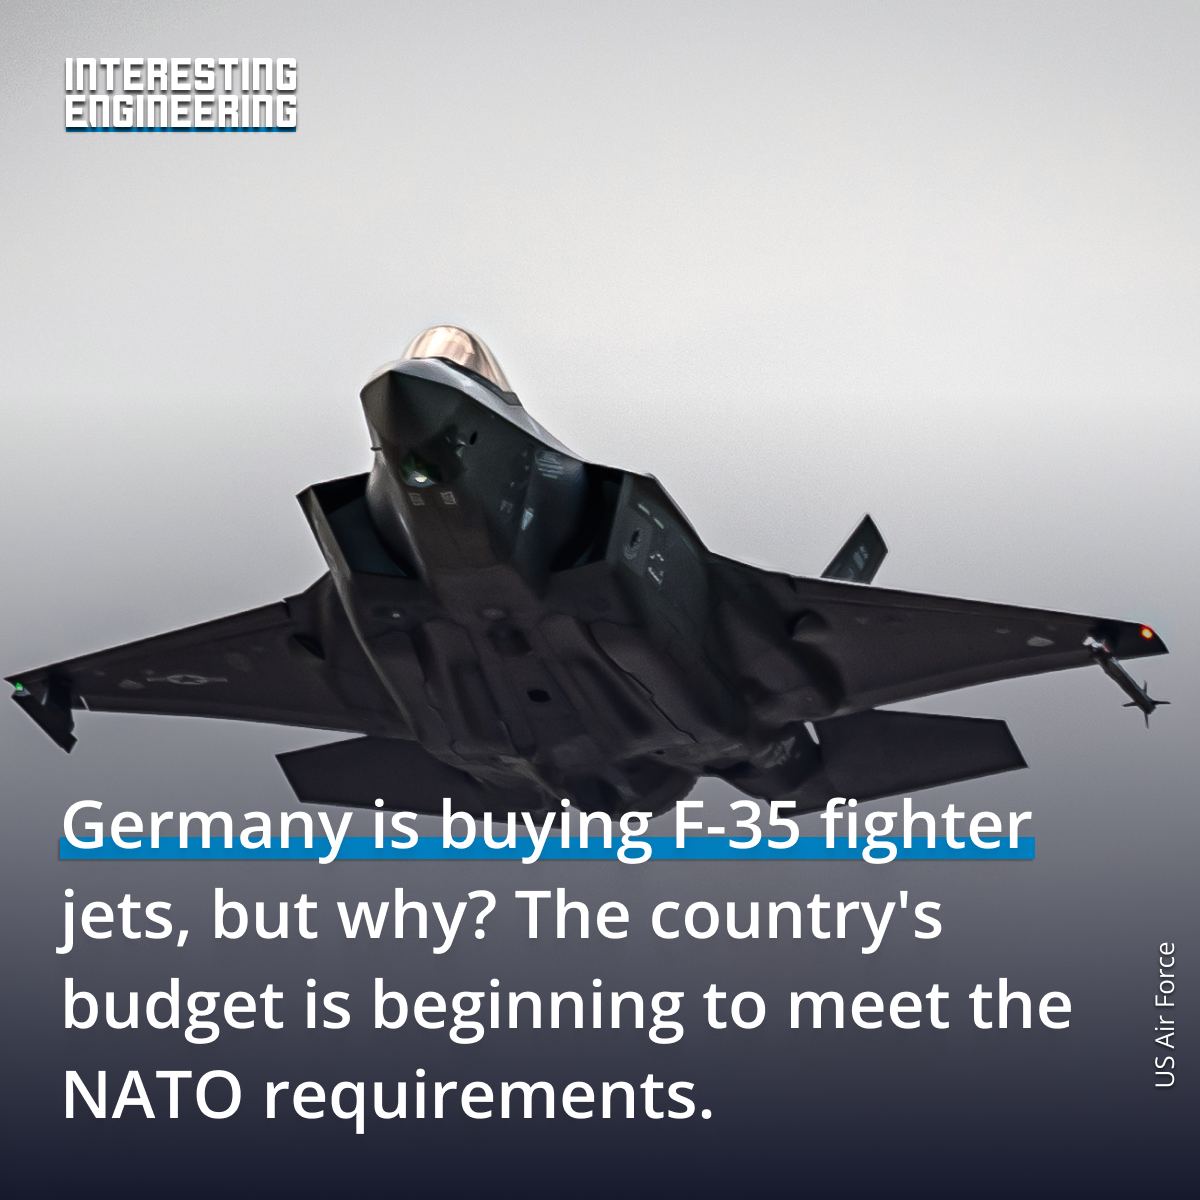 INTERESTING
ENGINEERING
Germany is buying F-35 fighter
jets, but why? The country's
budget is beginning to meet the
NATO requirements.
US Air Force